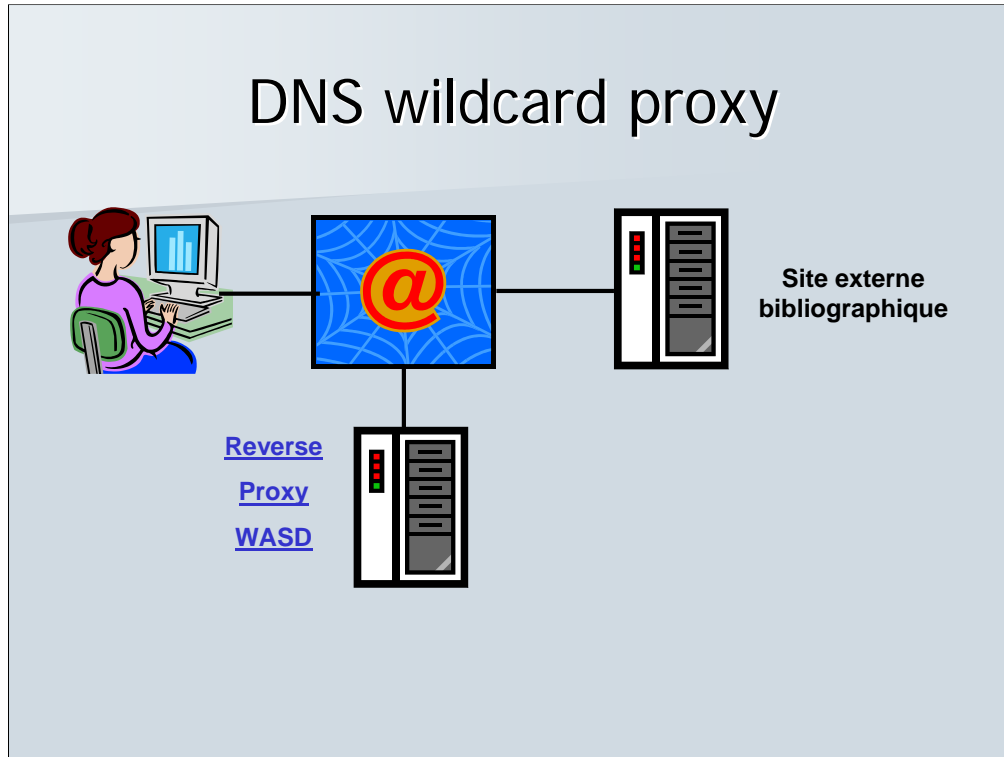 DNS wildcard proxy
@
Site externe
bibliographique
Reverse
Proxy
WASD